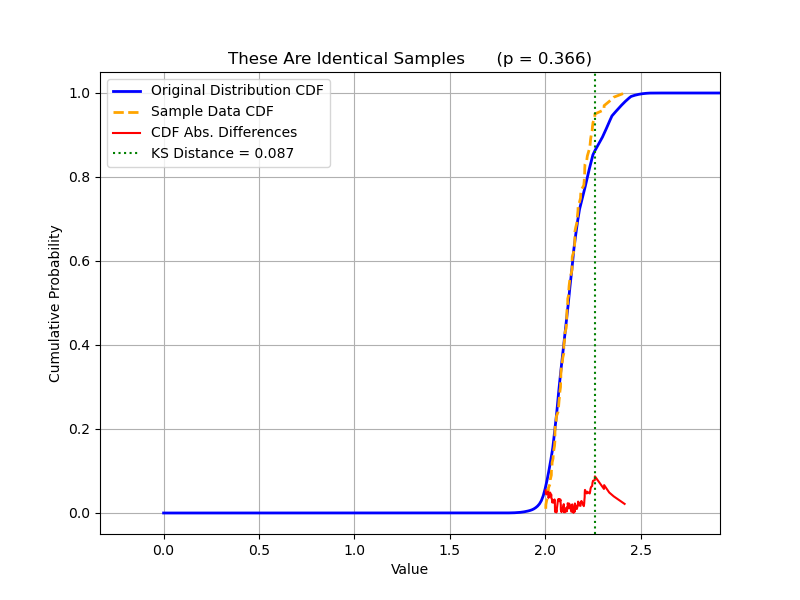 These Are Identical Samples (p = 0.366)
Original Distribution CDF
Sample Data CDF
CDF Abs. Differences
KS Distance = 0.087
1.0
0.8
0.6
0.4
0.2
0.0
Cumulative Probability
0.0 0.5 1.0 1.5 2.0 2.5
Value